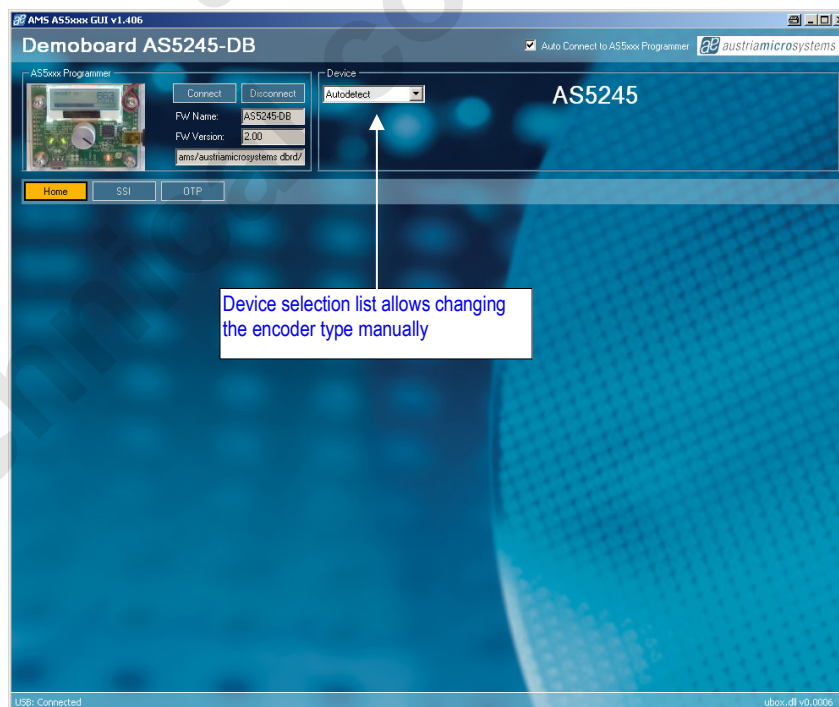 AMS AS5xxx GUI v1.406
Demoboard AS5245-DB
Auto Connect to AS5xxx Programmer
austriamicrosystems
AS5xxx Programmer
Connect
Disconnect
FW Name:
AS5245-DB
FW Version:
2.00
ams/austriamicrosystems dbrd/
Device
Autodetect
AS5245
Home
SSI
OTP
Device selection list allows changing
the encoder type manually
USB: Connected
ubox.dll v0.0006